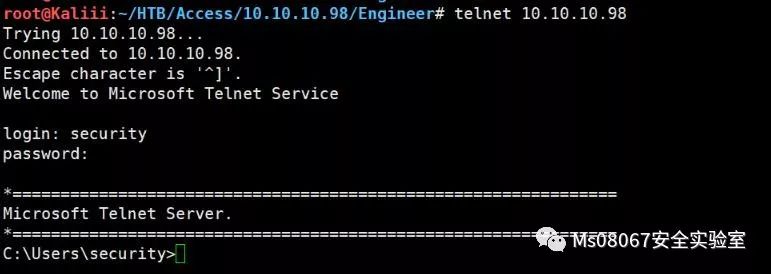 root@Kaliii:~/HTB/Access/10.10.10.98/Engineer# telnet 10.10.10.98
Trying 10.10.10.98...
Connected to 10.10.10.98.
Escape character is '^]'.
Welcome to Microsoft Telnet Service
login: security
password:
*===============================================================
Microsoft Telnet Server.
*===============================================================
C:\Users\security>
Ms08067安全实验室